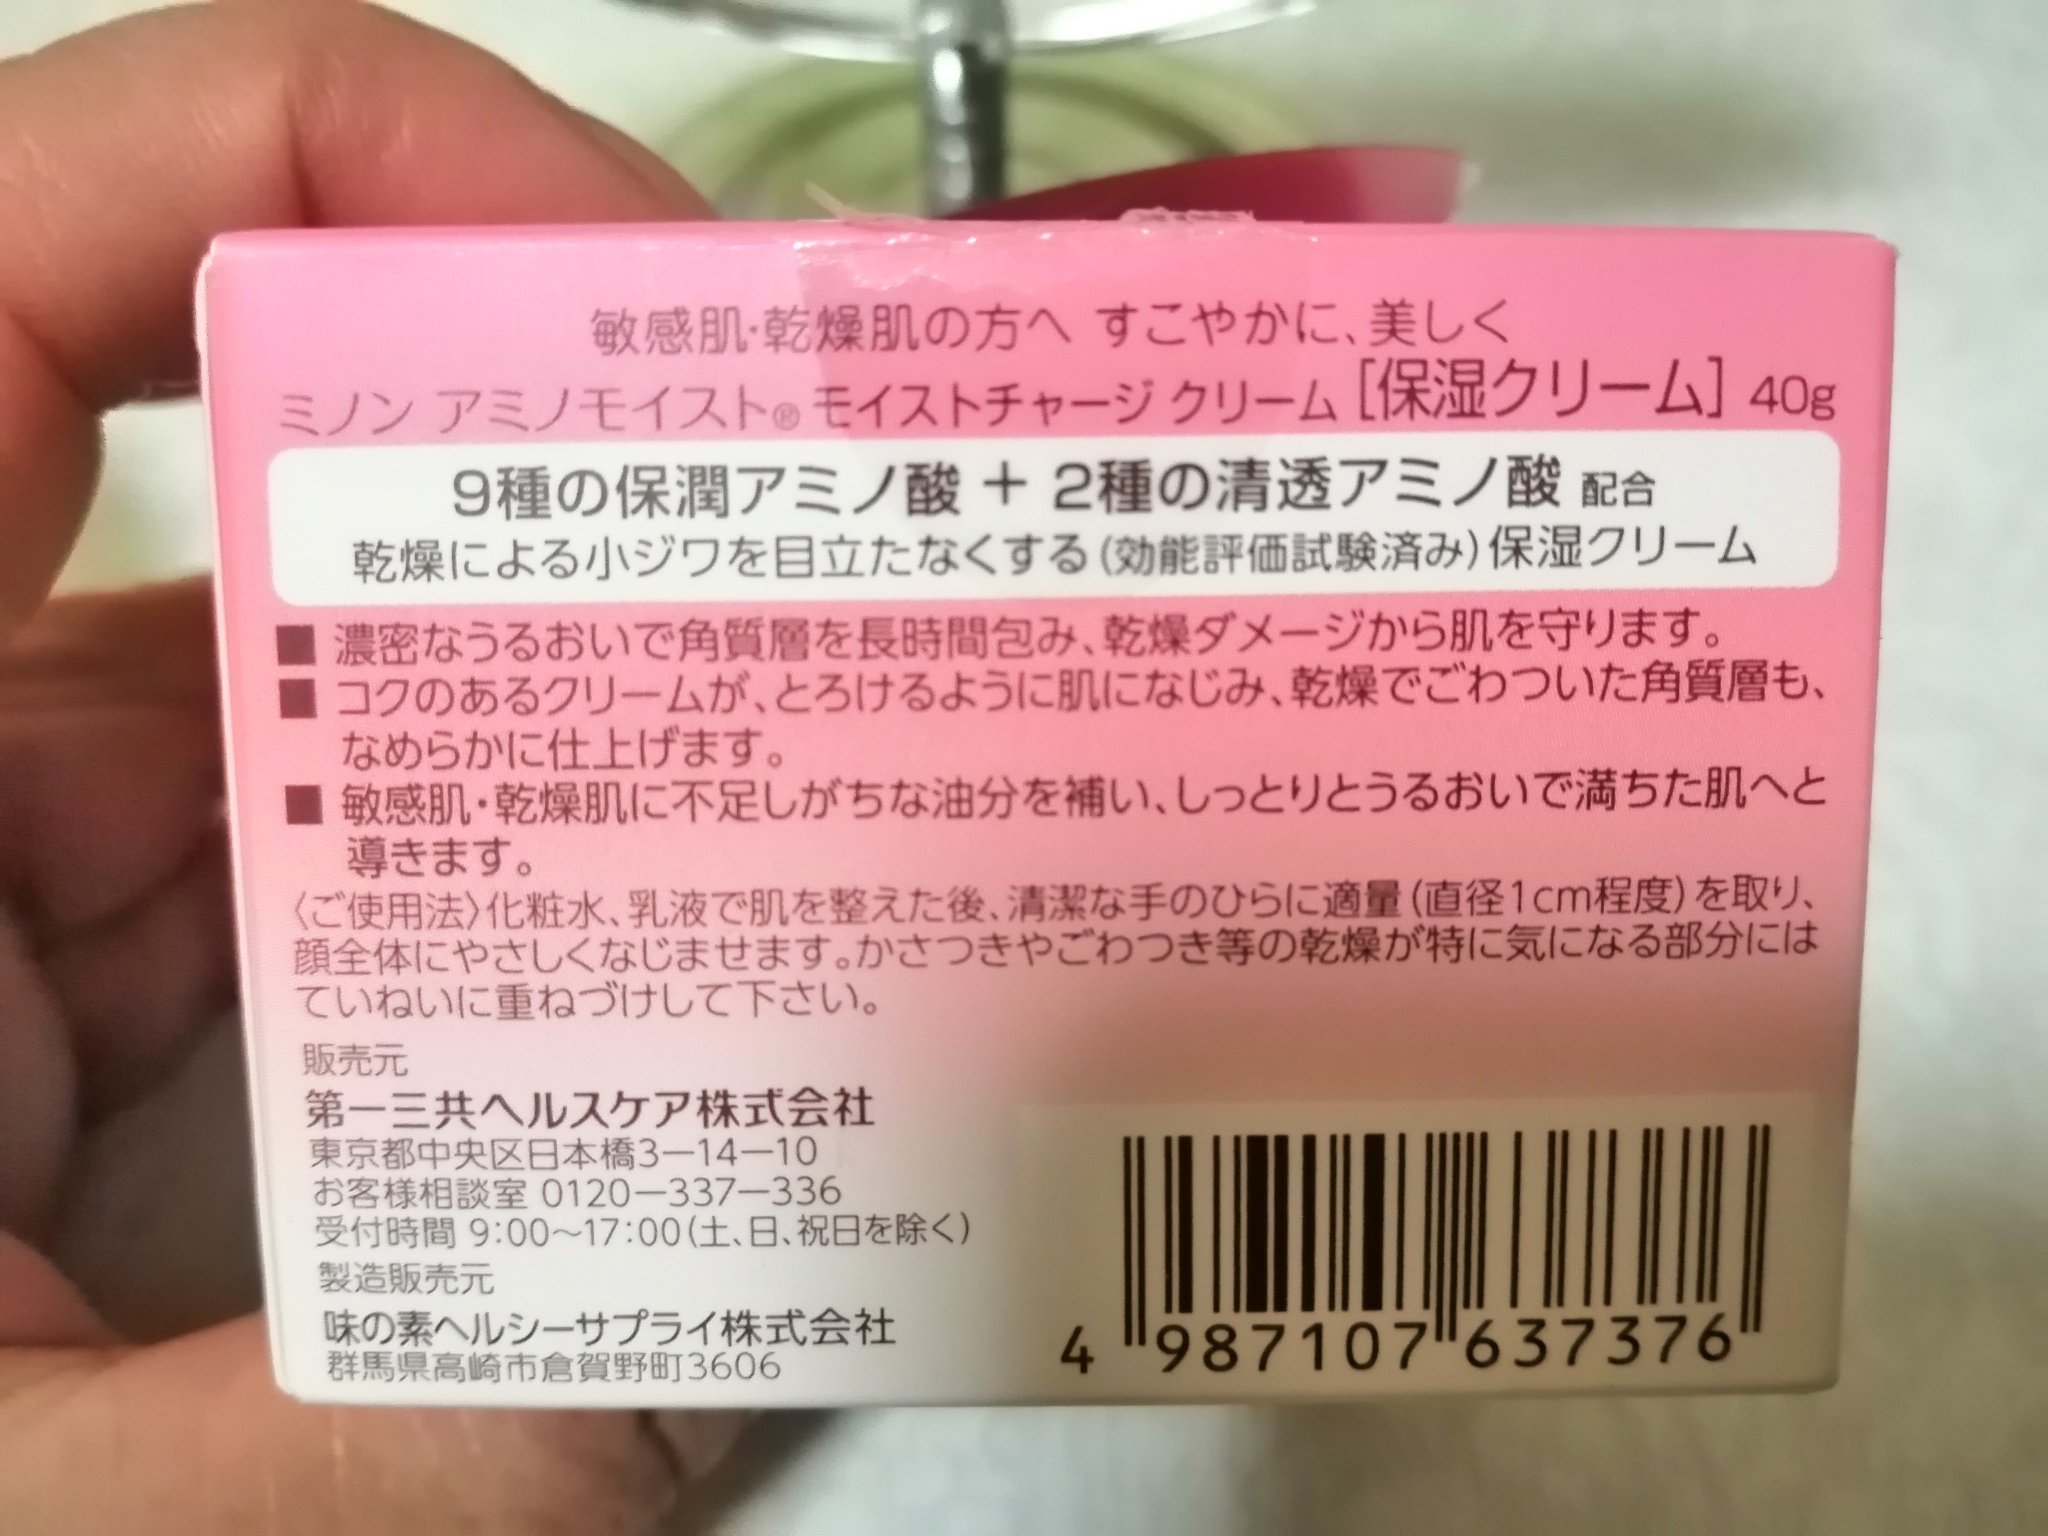 敏感肌・乾燥肌の方へ すこやかに、美しく
ミノン アミノモイスト® モイストチャージ クリーム [保湿クリーム] 40g
9種の保潤アミノ酸 + 2種の清透アミノ酸 配合
乾燥による小ジワを目立たなくする(効能評価試験済み)保湿クリーム
■ 濃密なうるおいで角質層を長時間包み、乾燥ダメージから肌を守ります。
■ コクのあるクリームが、とろけるように肌になじみ、乾燥でごわついた角質層も、
なめらかに仕上げます。
■ 敏感肌・乾燥肌に不足しがちな油分を補い、しっとりとうるおいで満ちた肌へと
導きます。
〈ご使用法〉化粧水、乳液で肌を整えた後、清潔な手のひらに適量(直径1cm程度)を取り、
顔全体にやさしくなじませます。かさつきやごわつき等の乾燥が特に気になる部分には
ていねいに重ねづけして下さい。
販売元
第一三共ヘルスケア株式会社
東京都中央区日本橋3−14−10
お客様相談室 0120−337−336
受付時間 9:00〜17:00(土、日、祝日を除く)
製造販売元
味の素ヘルシーサプライ株式会社
群馬県高崎市倉賀野町3606
4 987107 637376